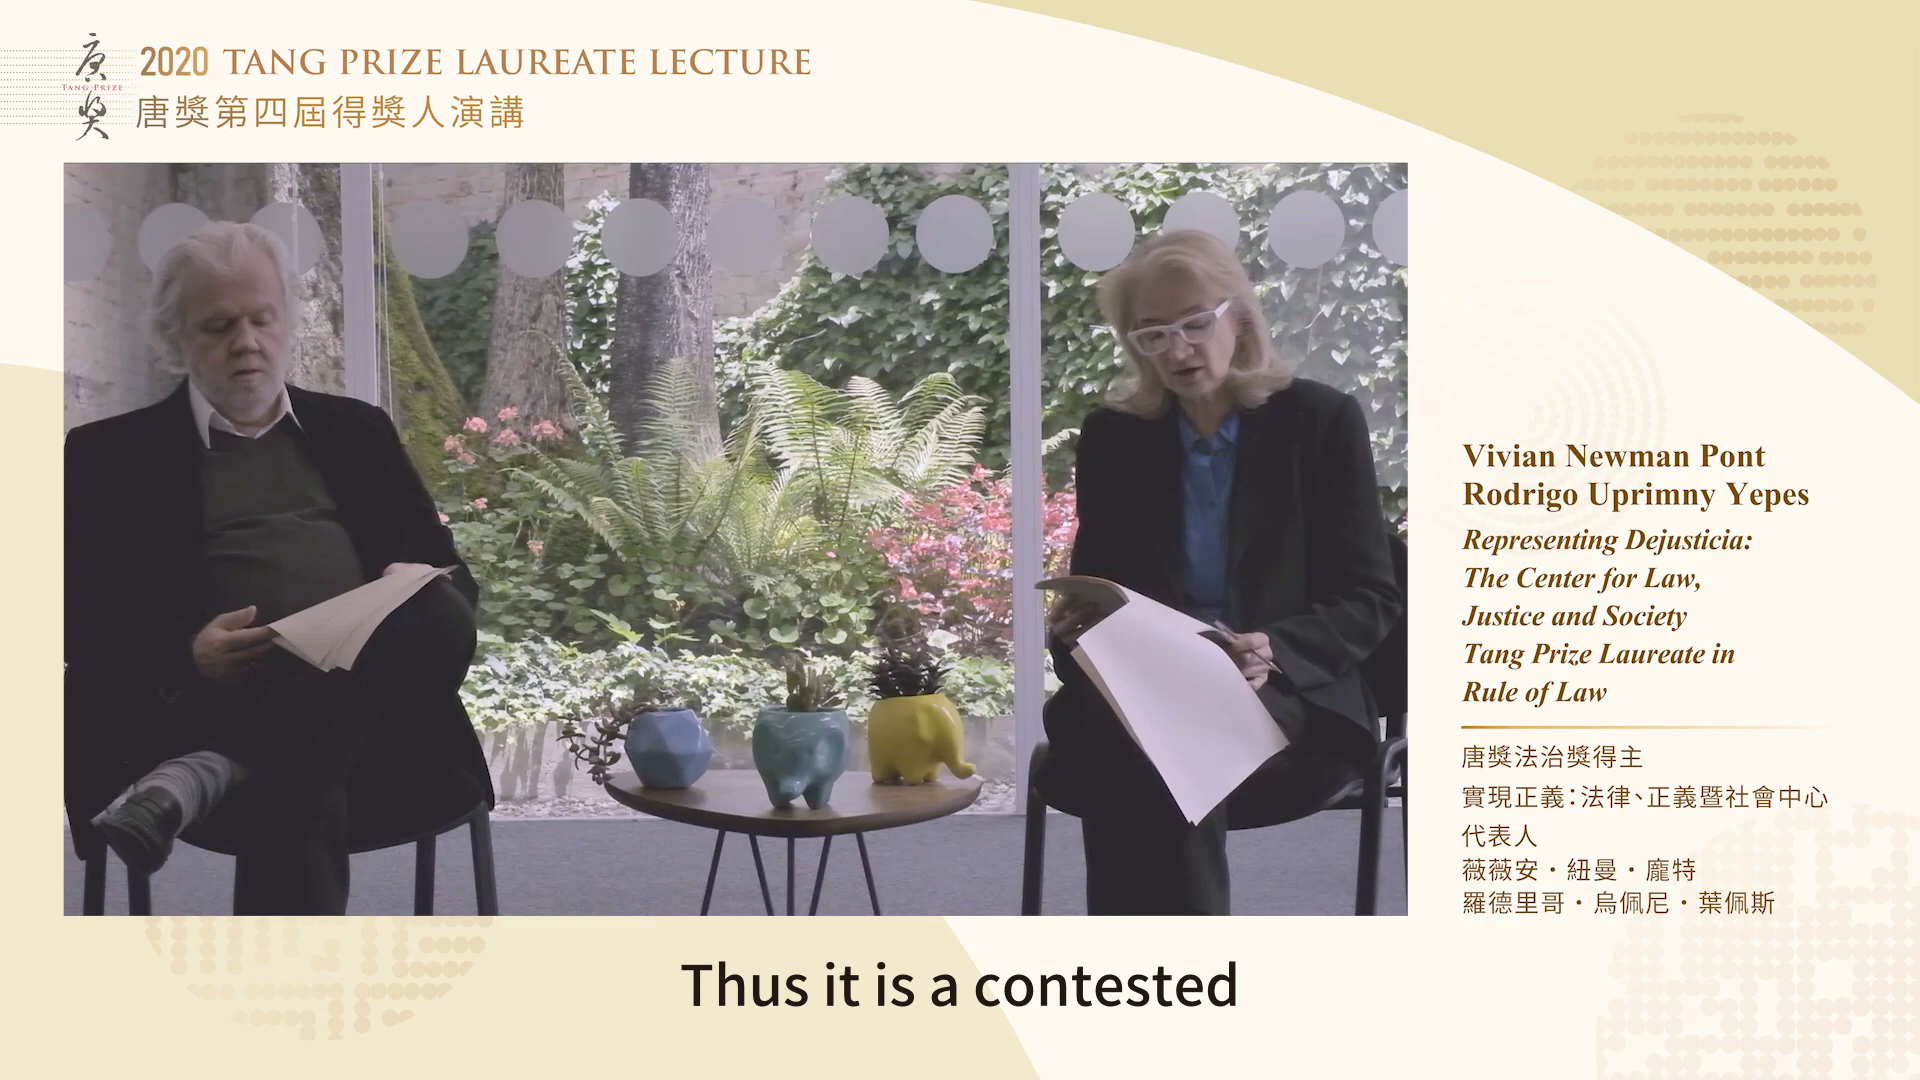 唐獎
TANG PRIZE
2020 TANG PRIZE LAUREATE LECTURE
唐獎第四屆得獎人演講
Vivian Newman Pont
Rodrigo Uprimny Yepes
Representing Dejusticia:
The Center for Law,
Justice and Society
Tang Prize Laureate in
Rule of Law
唐獎法治獎得主
實現正義：法律、正義暨社會中心
代表人
薇薇安・紐曼・龐特
羅德里哥・烏佩尼・葉佩斯
Thus it is a contested